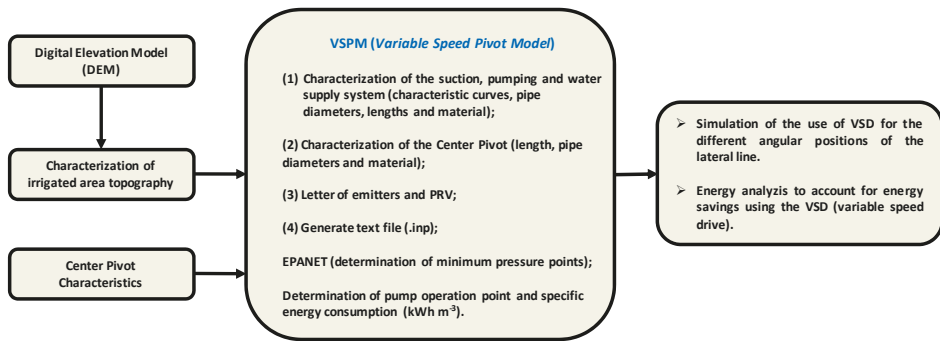 Digital Elevation Model
(DEM)
Characterization of
irrigated area topography
Center Pivot
Characteristics
VSPM (Variable Speed Pivot Model)
(1) Characterization of the suction, pumping and water
supply system (characteristic curves, pipe
diameters, lengths and material);
(2) Characterization of the Center Pivot (length, pipe
diameters and material);
(3) Letter of emitters and PRV;
(4) Generate text file (.inp);
EPANET (determination of minimum pressure points);
Determination of pump operation point and specific
energy consumption (kWh m⁻³).
➢ Simulation of the use of VSD for the
different angular positions of the
lateral line.
➢ Energy analyzis to account for energy
savings using the VSD (variable speed
drive).